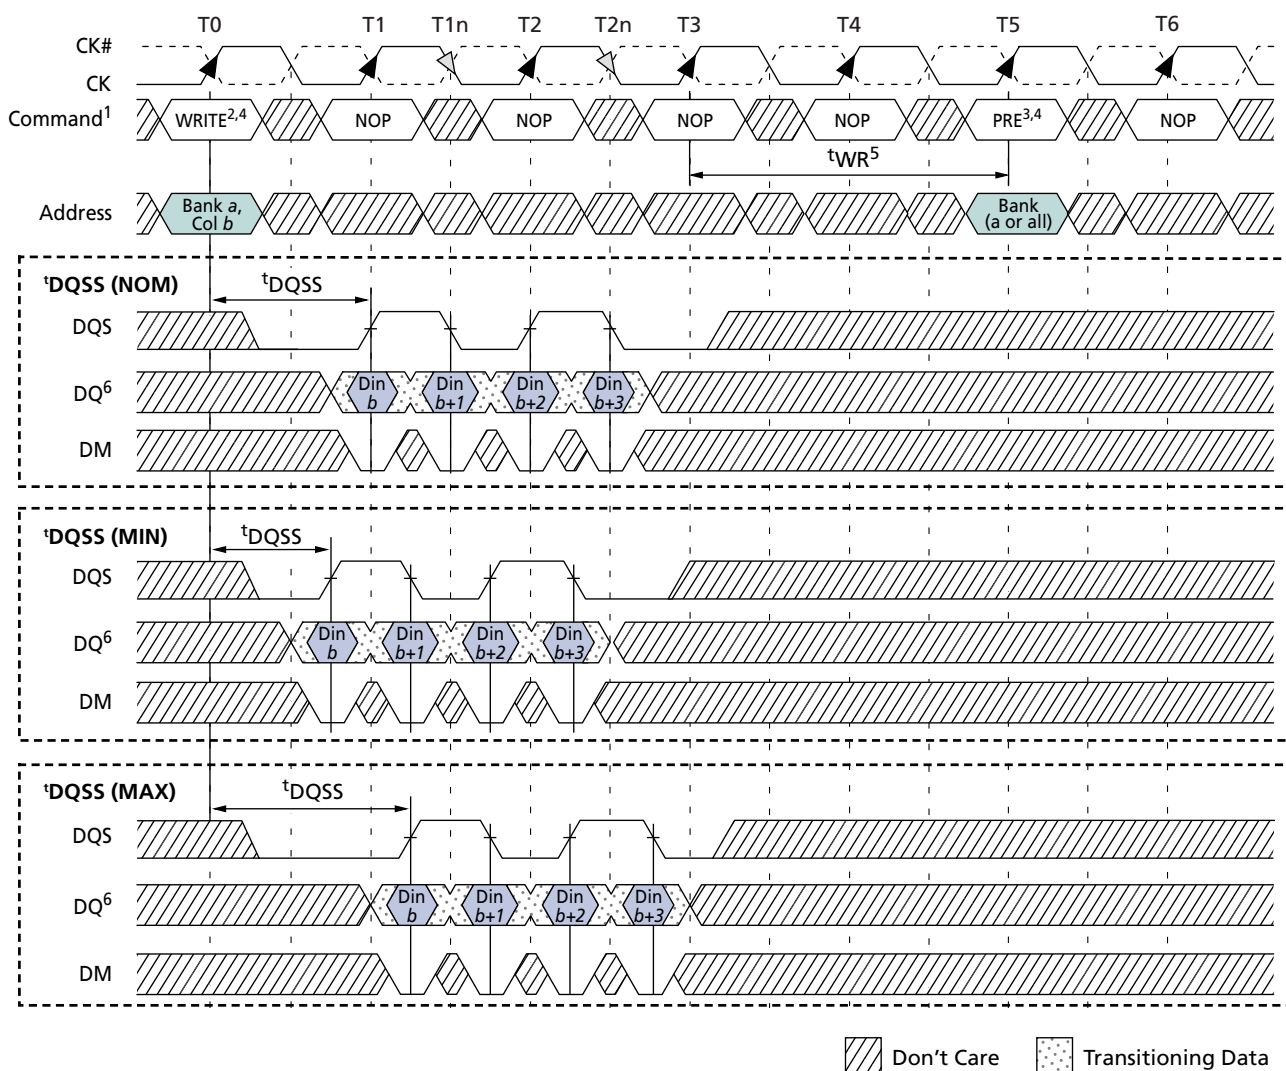 T0 T1 T1n T2 T2n T3 T4 T5 T6
CK#
CK
Command1 WRITE2,4 NOP NOP NOP NOP PRE3,4 NOP
tWR5
Address Bank a, Col b Bank (a or all)
tDQSS (NOM) tDQSS
DQS
DQ6 Din b Din b+1 Din b+2 Din b+3
DM
tDQSS (MIN) tDQSS
DQS
DQ6 Din b Din b+1 Din b+2 Din b+3
DM
tDQSS (MAX) tDQSS
DQS
DQ6 Din b Din b+1 Din b+2 Din b+3
DM
Don't Care Transitioning Data